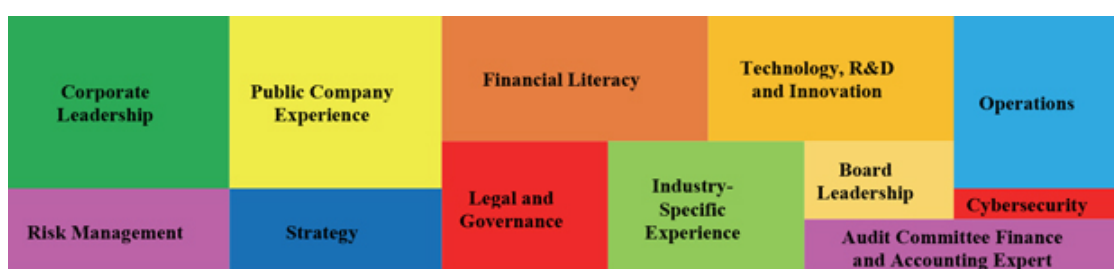 Corporate
Leadership
Public Company
Experience
Financial Literacy
Technology, R&D
and Innovation
Operations
Risk Management
Strategy
Legal and
Governance
Industry-
Specific
Experience
Board
Leadership
Cybersecurity
Audit Committee Finance
and Accounting Expert